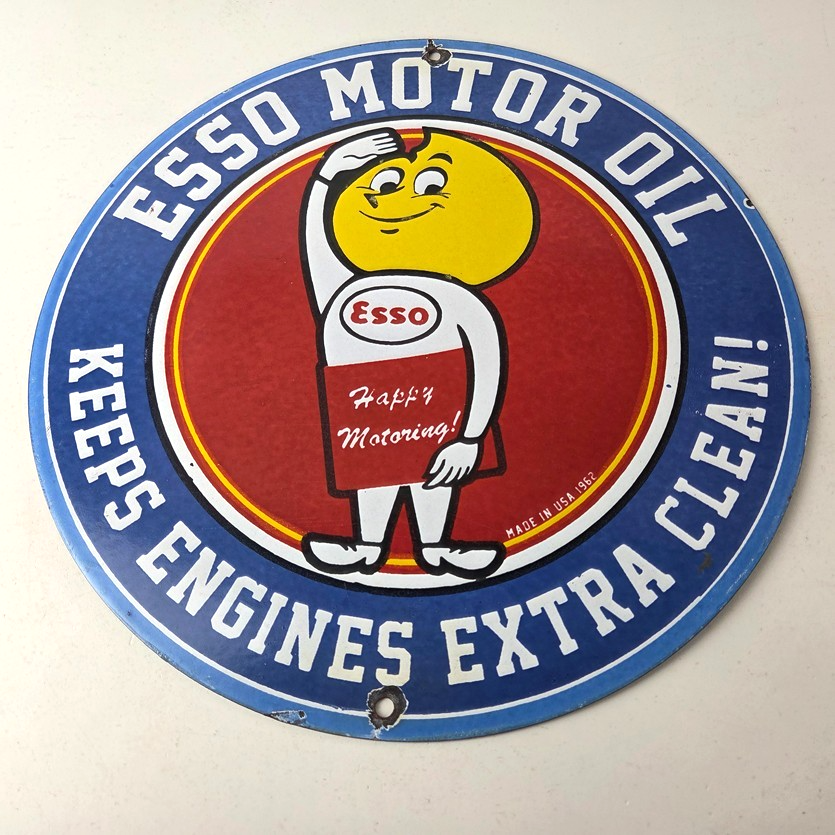 ESSO MOTOR OIL
Esso
Happy
Motoring!
MADE IN USA 1962
KEEPS ENGINES EXTRA CLEAN!